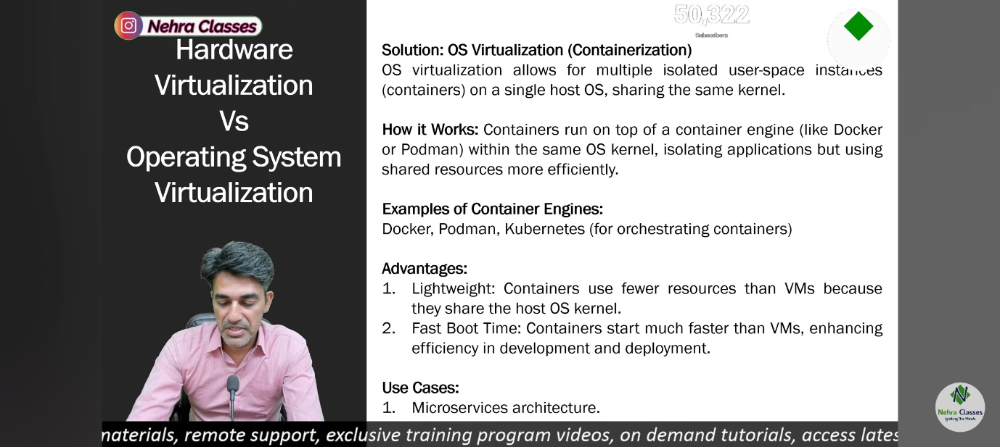 Nehra Classes
Hardware
Virtualization
Vs
Operating System
Virtualization
50,322
Subscribers
Solution: OS Virtualization (Containerization)
OS virtualization allows for multiple isolated user-space instances
(containers) on a single host OS, sharing the same kernel.
How it Works: Containers run on top of a container engine (like Docker
or Podman) within the same OS kernel, isolating applications but using
shared resources more efficiently.
Examples of Container Engines:
Docker, Podman, Kubernetes (for orchestrating containers)
Advantages:
1. Lightweight: Containers use fewer resources than VMs because
they share the host OS kernel.
2. Fast Boot Time: Containers start much faster than VMs, enhancing
efficiency in development and deployment.
Use Cases:
1. Microservices architecture.
materials, remote support, exclusive training program videos, on demand tutorials, access lates
N
Nehra Classes
Igniting The Minds